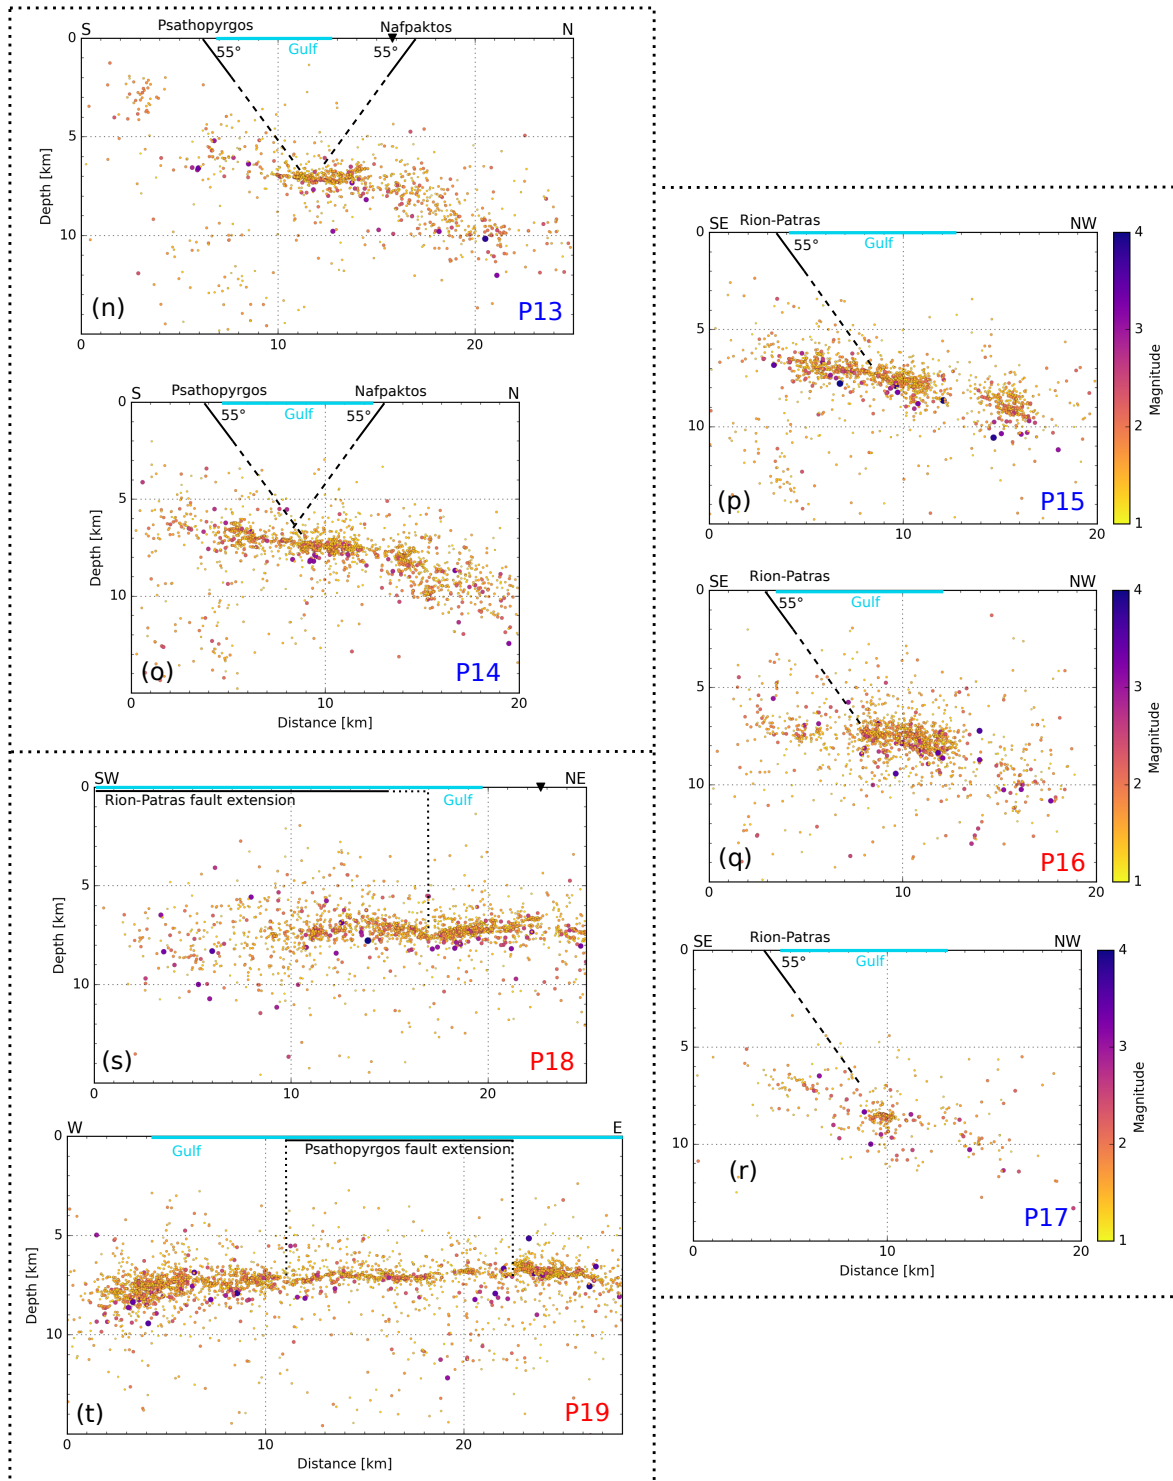 S Psathopyrgos Nafpaktos N
0
55° Gulf 55°
5
Depth [km]
10
(n) P13
0 10 20
S Psathopyrgos Nafpaktos N
0
55° Gulf 55°
5
Depth [km]
10
(o) P14
0 10 20
Distance [km]
SW NE
0
Rion-Patras fault extension Gulf
5
Depth [km]
10
(s) P18
0 10 20
W E
0
Gulf Psathopyrgos fault extension
5
Depth [km]
10
(t) P19
0 10 20
Distance [km]
SE Rion-Patras NW
0 4
55° Gulf
5 3
Magnitude
10 2
(p) P15
0 10 20 1
SE Rion-Patras NW
0 4
55° Gulf
5 3
Magnitude
10 2
(q) P16
0 10 20 1
SE Rion-Patras NW
0 4
55° Gulf
5 3
Magnitude
10 2
(r) P17
0 10 20 1
Distance [km]